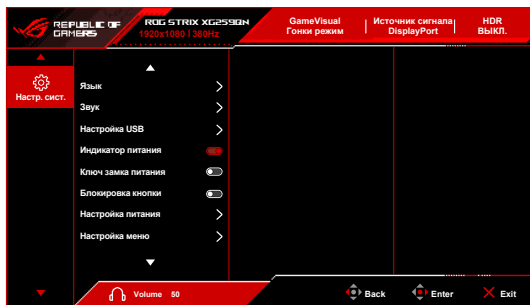 REPUBLIC OF
GAMERS
ROG STRIX XG259QN
1920x1080 | 380Hz
GameVisual
Гонки режим
Источник сигнала
DisplayPort
HDR
ВЫКЛ.
Настр. сист.
Язык
Звук
Настройка USB
Индикатор питания
Ключ замка питания
Блокировка кнопки
Настройка питания
Настройка меню
Volume 50
Back
Enter
Exit